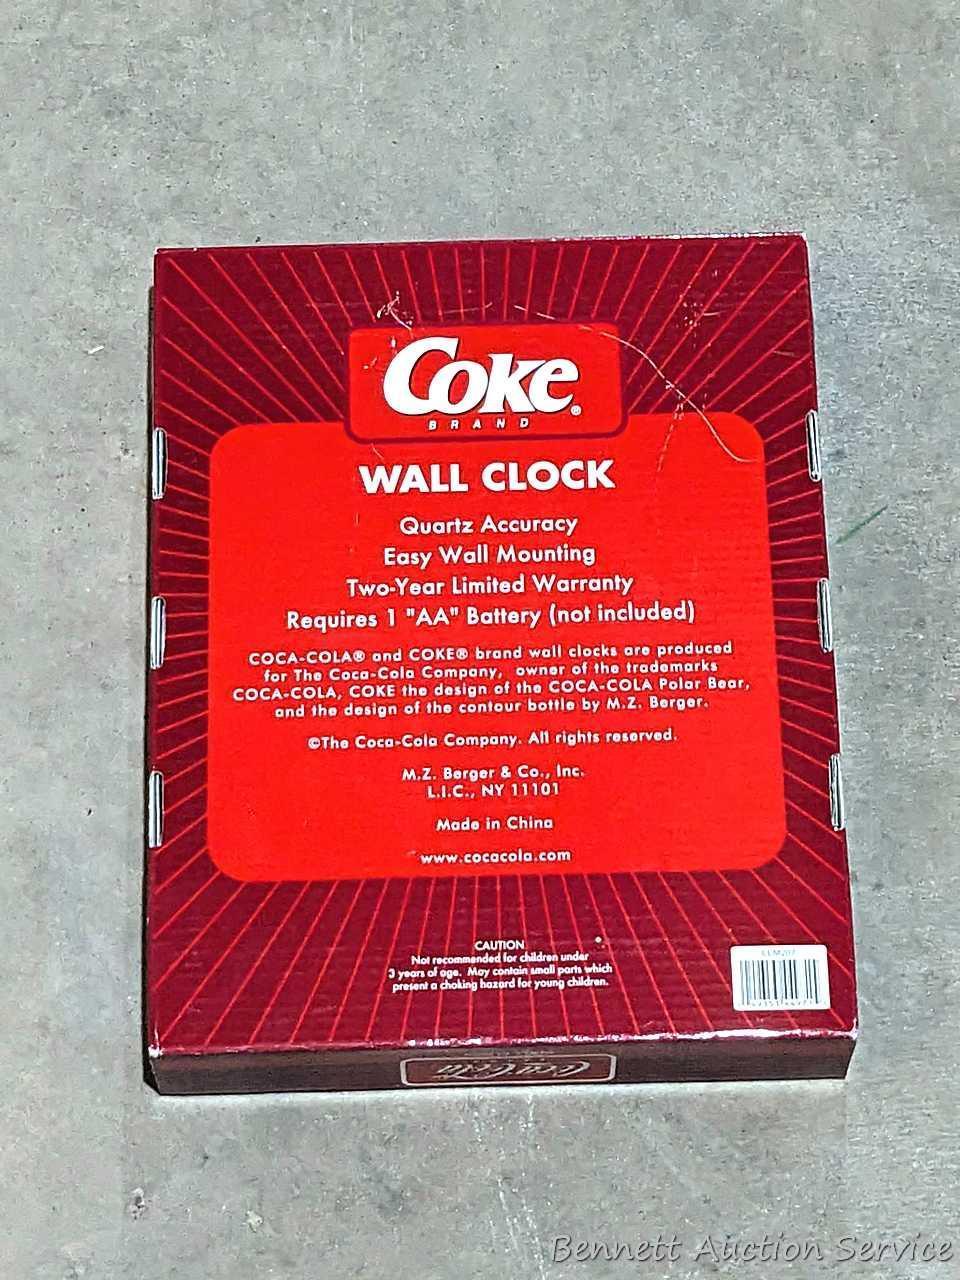 Coke®
BRAND
WALL CLOCK
Quartz Accuracy
Easy Wall Mounting
Two-Year Limited Warranty
Requires 1 "AA" Battery (not included)
COCA-COLA® and COKE® brand wall clocks are produced
for The Coca-Cola Company, owner of the trademarks
COCA-COLA, COKE the design of the COCA-COLA Polar Bear,
and the design of the contour bottle by M.Z. Berger.
©The Coca-Cola Company. All rights reserved.
M.Z. Berger & Co., Inc.
L.I.C., NY 11101
Made in China
www.cocacola.com
CAUTION
Not recommended for children under
3 years of age. May contain small parts which
present a choking hazard for young children.
Coca-Cola
Bennett Auction Service